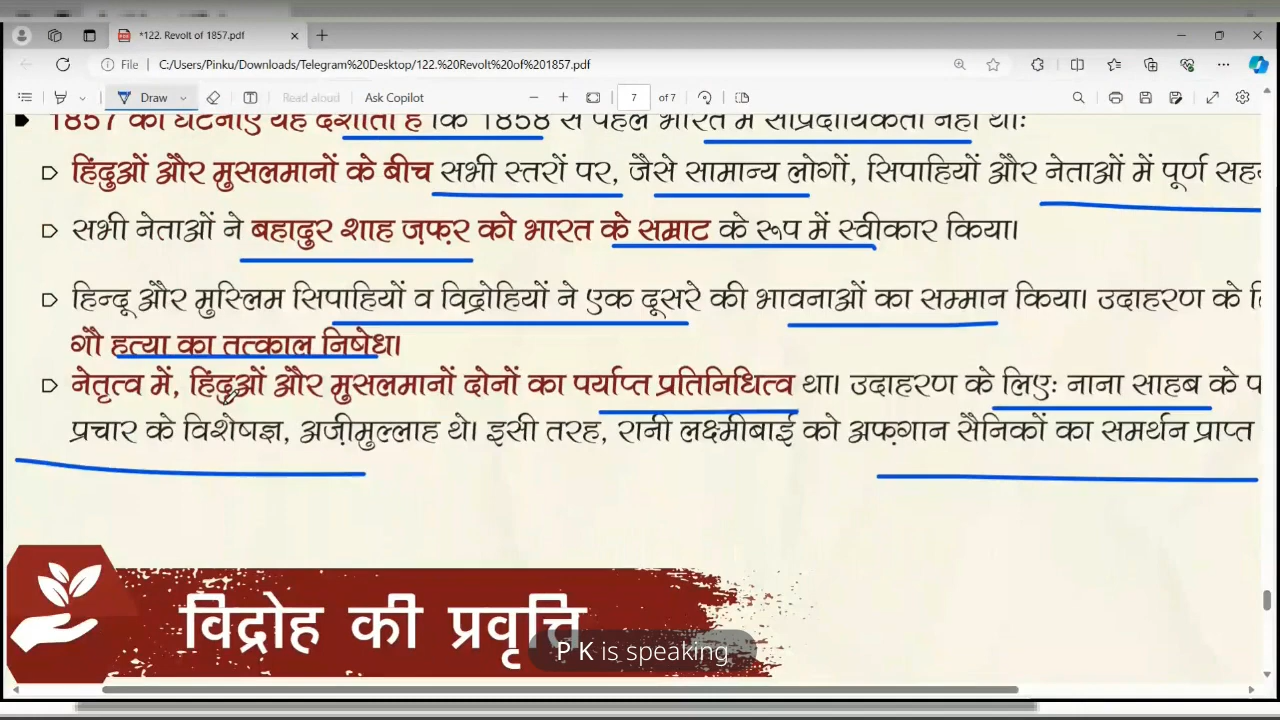 *122. Revolt of 1857.pdf
File C:/Users/Pinku/Downloads/Telegram%20Desktop/122.%20Revolt%20of%201857.pdf
Draw Read aloud Ask Copilot 7 of 7
1857 की घटनाएँ यह दर्शाती है कि 1858 से पहले भारत में सांप्रदायिकता नहीं थी:
हिंदुओं और मुसलमानों के बीच सभी स्तरों पर, जैसे सामान्य लोगों, सिपाहियों और नेताओं में पूर्ण
सभी नेताओं ने बहादुर शाह ज़फ़र को भारत के सम्राट के रूप में स्वीकार किया।
हिन्दू और मुस्लिम सिपाहियों व विद्रोहियों ने एक दूसरे की भावनाओं का सम्मान किया। उदाहरण के
गौ हत्या का तत्काल निषेध।
नेतृत्व में, हिंदुओं और मुसलमानों दोनों का पर्याप्त प्रतिनिधित्व था। उदाहरण के लिए: नाना साहब के
प्रचार के विशेषज्ञ, अज़ीमुल्लाह थे। इसी तरह, रानी लक्ष्मीबाई को अफ़गान सैनिकों का समर्थन प्राप्त
विद्रोह की प्रवृत्ति
P K is speaking